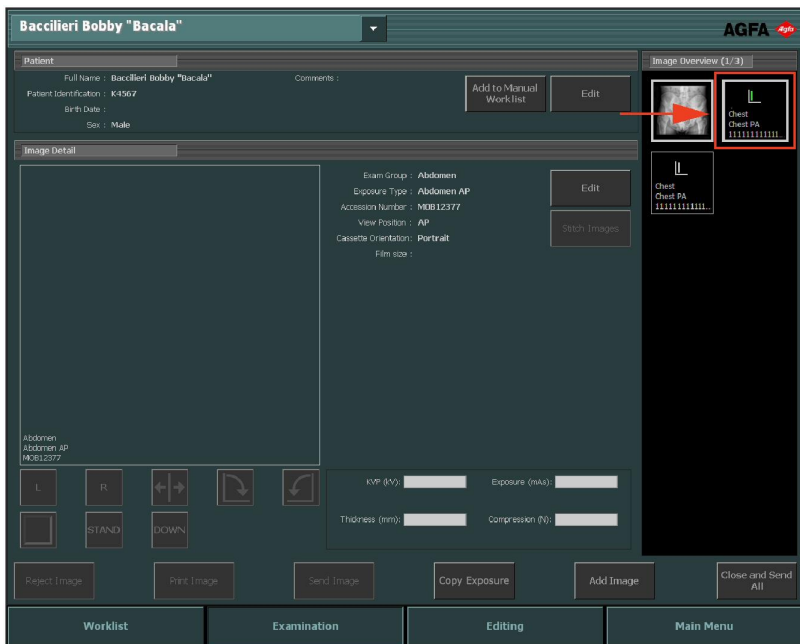 Baccilieri Bobby "Bacala"
AGFA Agfa
Patient
Full Name : Baccilieri Bobby "Bacala"
Comments :
Patient Identification : K-4567
Birth Date :
Sex : Male
Add to Manual Worklist
Edit
Image Detail
Exam Group : Abdomen
Exposure Type : Abdomen AP
Accession Number : MOB12377
View Position : AP
Cassette Orientation: Portrait
Film size :
Edit
Stitch Images
Abdomen
Abdomen AP
MOB12377
L
R
STAND
DOWN
KVP (kV):
Exposure (mAs):
Thickness (mm):
Compression (N):
Image Overview (1/3)
Chest
Chest PA
111111111111..
Chest
Chest PA
111111111111..
Reject Image
Print Image
Send Image
Copy Exposure
Add Image
Close and Send All
Worklist
Examination
Editing
Main Menu